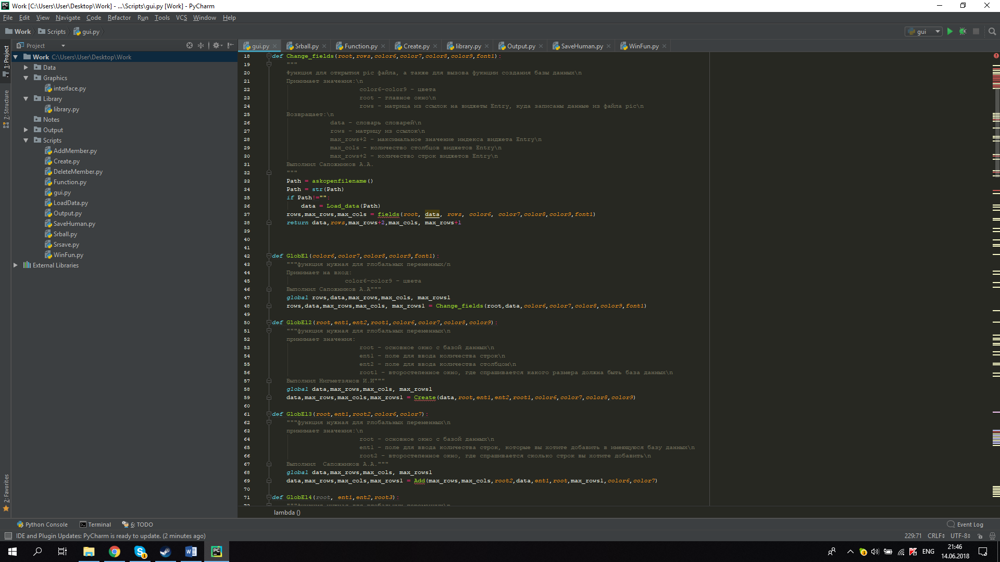 Work [C:\Users\User\Desktop\Work] - ...\Scripts\gui.py [Work] - PyCharm
File Edit View Navigate Code Refactor Run Tools VCS Window Help
Work Scripts gui.py gui
1: Project
7: Structure
2: Favorites
Project
Work C:\Users\User\Desktop\Work
Data
Graphics
interface.py
Library
library.py
Notes
Output
Scripts
AddMember.py
Create.py
DeleteMember.py
Function.py
gui.py
LoadData.py
Output.py
SaveHuman.py
Srball.py
Srsave.py
WinFun.py
External Libraries
gui.py Srball.py Function.py Create.py library.py Output.py SaveHuman.py WinFun.py
18 def Change_fields(root,rows,color6,color7,color8,color9,font1):
19 """
20 Функция для открытия pic файла, а также для вызова функции создания базы данных\n
21 Принимает значения:\n
22 color6-color9 - цвета
23 root - главное окно\n
24 rows - матрица из ссылок на виджеты Entry, куда записаны данные из файла pic\n
25 Возвращает:\n
26 data - словарь словарей\n
27 rows - матрицу из ссылок\n
28 max_rows+2 - максимальное значение индекса виджета Entry\n
29 max_cols - количество столбцов виджетов Entry\n
30 max_rows+2 - количество строк виджетов Entry\n
31 Выполнил Сапожников А.А.
32 """
33 Path = askopenfilename()
34 Path = str(Path)
35 if Path!="":
36 data = Load_data(Path)
37 rows,max_rows,max_cols = fields(root, data, rows, color6, color7,color8,color9,font1)
38 return data,rows,max_rows+2,max_cols, max_rows+1
39
40
41
42 def GlobEl(color6,color7,color8,color9,font1):
43 """функция нужная для глобальных переменных/n
44 Принимает на вход:
45 color6-color9 - цвета
46 Выполнил Сапожников А.А"""
47 global rows,data,max_rows,max_cols, max_rows1
48 rows,data,max_rows,max_cols, max_rows1 = Change_fields(root,data,color6,color7,color8,color9,font1)
49
50 def GlobEl2(root,ent1,ent2,root1,color6,color7,color8,color9):
51 """функция нужная для глобальных переменных\n
52 принимает значения:
53 root - основное окно с базой данных\n
54 ent1 - поле для ввода количества строк\n
55 ent2 - поле для ввода количества столбцом\n
56 root1 - второстепенное окно, где спрашивается какого размера должна быть база данных\n
57 Выполнил Нигметзянов И.И"""
58 global data,max_rows,max_cols, max_rows1
59 data,max_rows,max_cols,max_rows1 = Create(data,root,ent1,ent2,root1,color6,color7,color8,color9)
60
61 def GlobEl3(root,ent1,root2,color6,color7):
62 """функция нужная для глобальных переменных\n
63 принимает значения:\n
64 root - основное окно с базой данных\n
65 ent1 - поле для ввода количества строк, которые вы хотите добавить в имеющуюся базу данных\n
66 root2 - второстепенное окно, где спрашивается сколько строк вы хотите добавить\n
67 Выполнил Сапожников А.А."""
68 global data,max_rows,max_cols, max_rows1
69 data,max_rows,max_cols,max_rows1 = Add(max_rows,max_cols,root2,data,ent1,root,max_rows1,color6,color7)
70
71 def GlobEl4(root, ent1,ent2,root3):
72 """функция нужная для глобальных переменных\n
lambda ()
Python Console Terminal 6: TODO Event Log
IDE and Plugin Updates: PyCharm is ready to update. (2 minutes ago) 229:71 CRLF UTF-8
ENG 21:46
14.06.2018